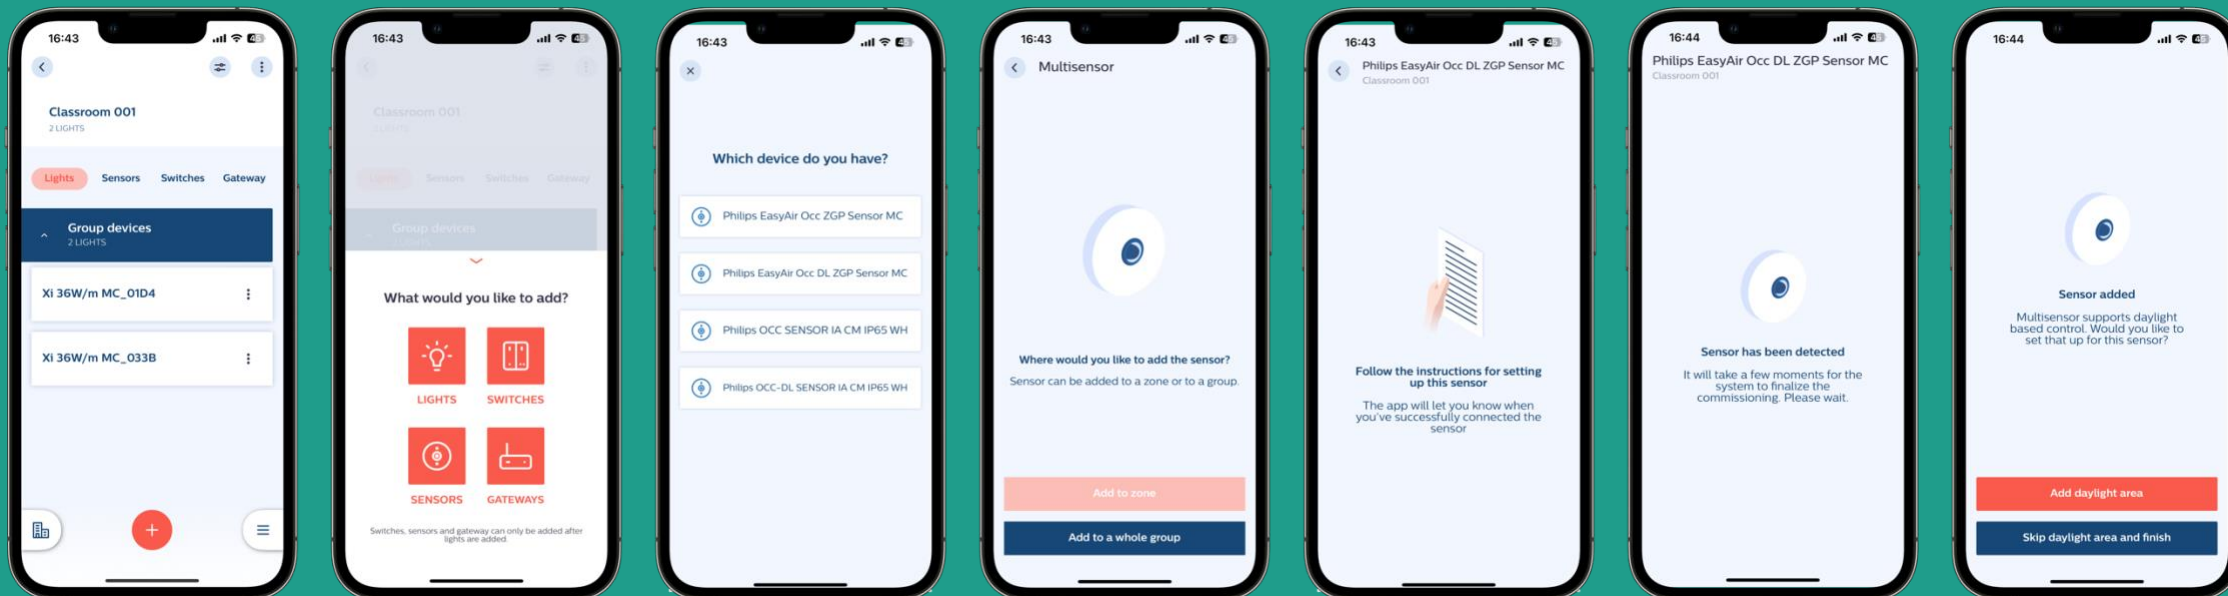 16:43
Classroom 001
2 LIGHTS
Lights Sensors Switches Gateway
Group devices
2 LIGHTS
Xi 36W/m MC_01D4
Xi 36W/m MC_033B
16:43
Classroom 001
2 LIGHTS
Lights Sensors Switches Gateway
Group devices
What would you like to add?
LIGHTS SWITCHES
SENSORS GATEWAYS
Switches, sensors and gateway can only be added after
lights are added.
16:43
Which device do you have?
Philips EasyAir Occ ZGP Sensor MC
Philips EasyAir Occ DL ZGP Sensor MC
Philips OCC SENSOR IA CM IP65 WH
Philips OCC-DL SENSOR IA CM IP65 WH
16:43
Multisensor
Where would you like to add the sensor?
Sensor can be added to a zone or to a group.
Add to zone
Add to a whole group
16:43
Philips EasyAir Occ DL ZGP Sensor MC
Classroom 001
Follow the instructions for setting
up this sensor
The app will let you know when
you've successfully connected the
sensor
16:44
Philips EasyAir Occ DL ZGP Sensor MC
Classroom 001
Sensor has been detected
It will take a few moments for the
system to finalize the
commissioning. Please wait.
16:44
Sensor added
Multisensor supports daylight
based control. Would you like to
set that up for this sensor?
Add daylight area
Skip daylight area and finish